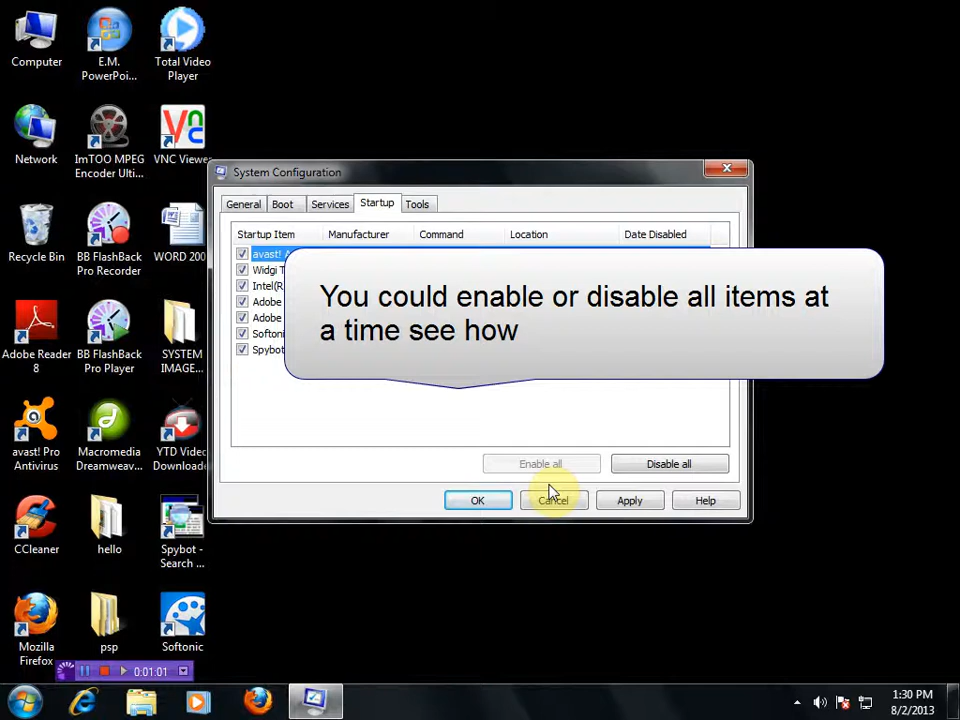 Computer
E.M.
PowerPoi...
Total Video
Player
Network
ImTOO MPEG
Encoder Ulti...
VNC Viewer
Recycle Bin
BB FlashBack
Pro Recorder
WORD 200
Adobe Reader
8
BB FlashBack
Pro Player
SYSTEM
IMAGE...
avast! Pro
Antivirus
Macromedia
Dreamweav...
YTD Video
Downloade
CCleaner
hello
Spybot -
Search ...
Mozilla
Firefox
psp
Softonic
0:01:01
System Configuration
General Boot Services Startup Tools
Startup Item Manufacturer Command Location Date Disabled
avast!
Widgi T
Intel(R
Adobe
Adobe
Softoni
Spybot
You could enable or disable all items at
a time see how
Enable all Disable all
OK Cancel Apply Help
1:30 PM
8/2/2013